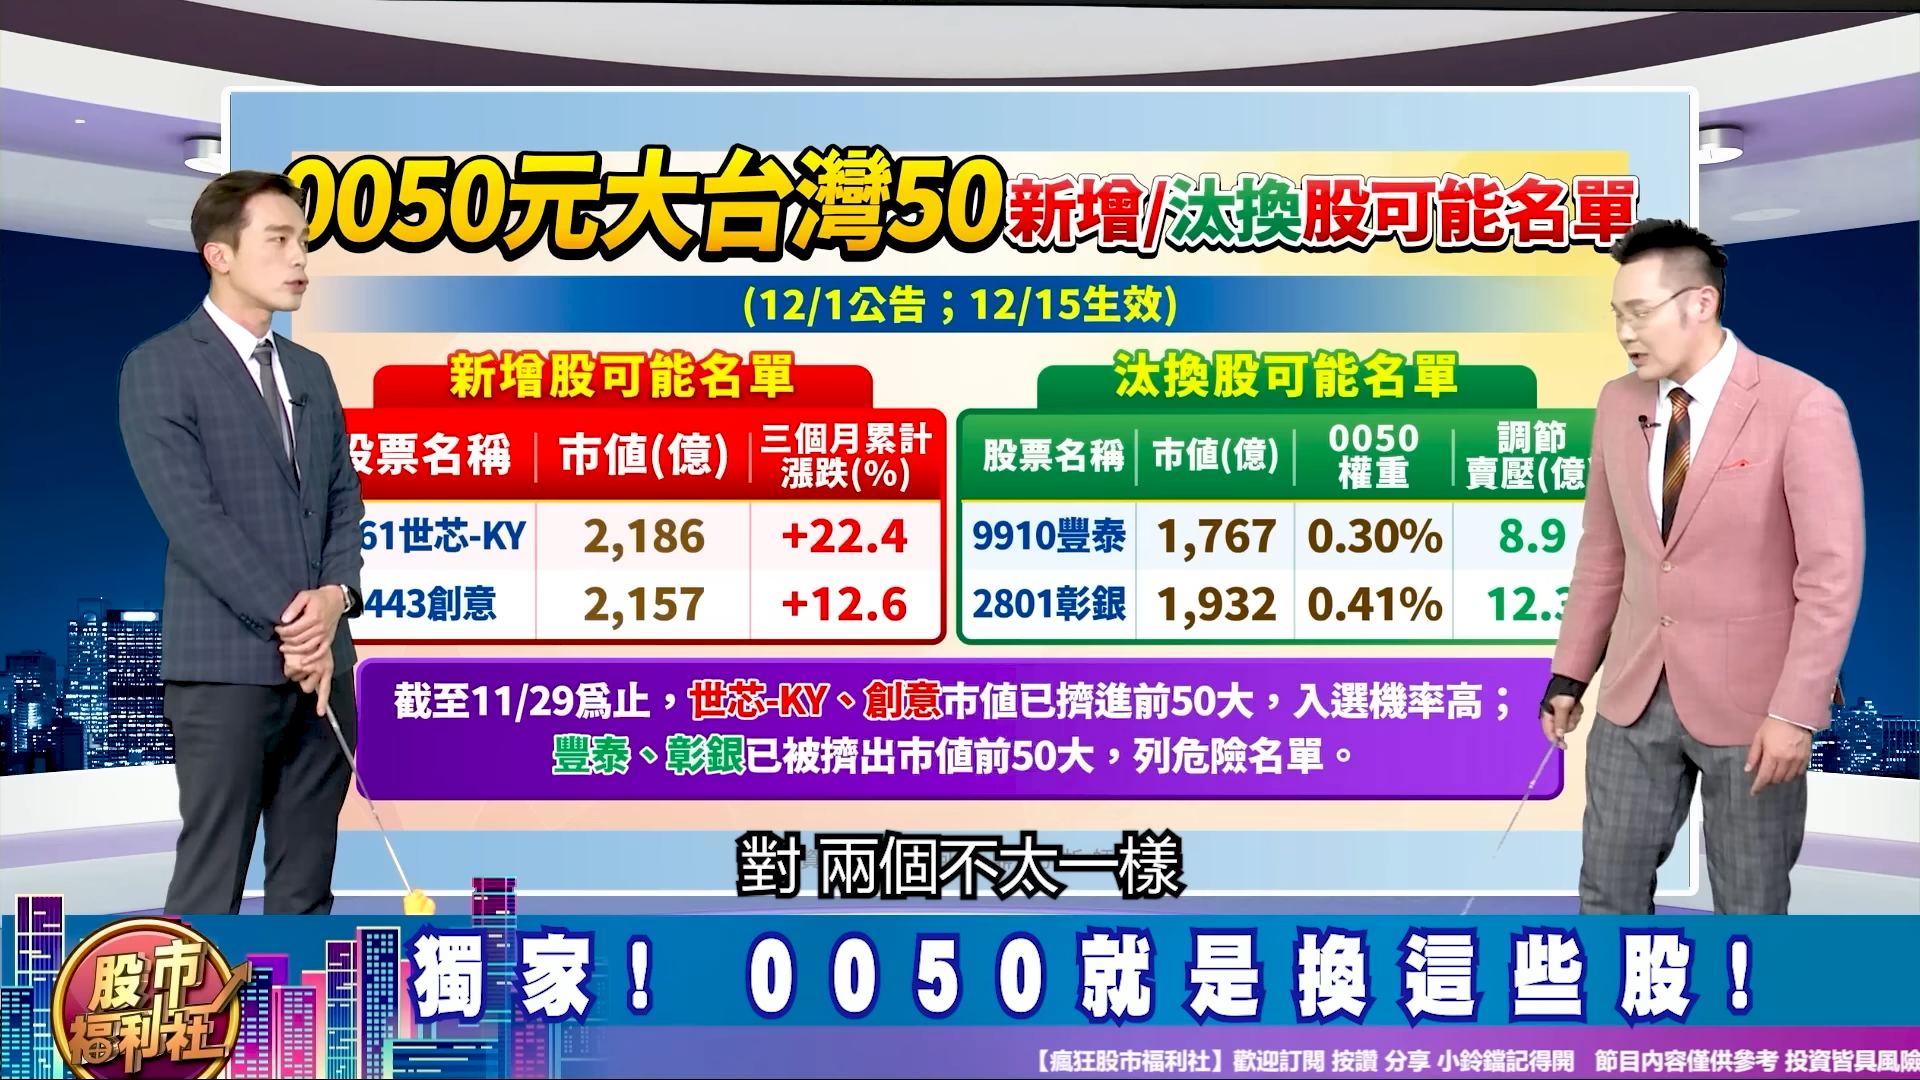 0050元大台灣50新增/汰換股可能名單
(12/1公告；12/15生效)
新增股可能名單
股票名稱 市值(億) 三個月累計漲跌(%)
61世芯-KY 2,186 +22.4
443創意 2,157 +12.6
汰換股可能名單
股票名稱 市值(億) 0050權重 調節賣壓(億
9910豐泰 1,767 0.30% 8.9
2801彰銀 1,932 0.41% 12.3
截至11/29爲止，世芯-KY、創意市值已擠進前50大，入選機率高；
豐泰、彰銀已被擠出市值前50大，列危險名單。
對 兩個不太一樣
獨家！ 0050就是換這些股！
股市
福利社
【瘋狂股市福利社】歡迎訂閱 按讚 分享 小鈴鐺記得開 節目內容僅供參考 投資皆具風險